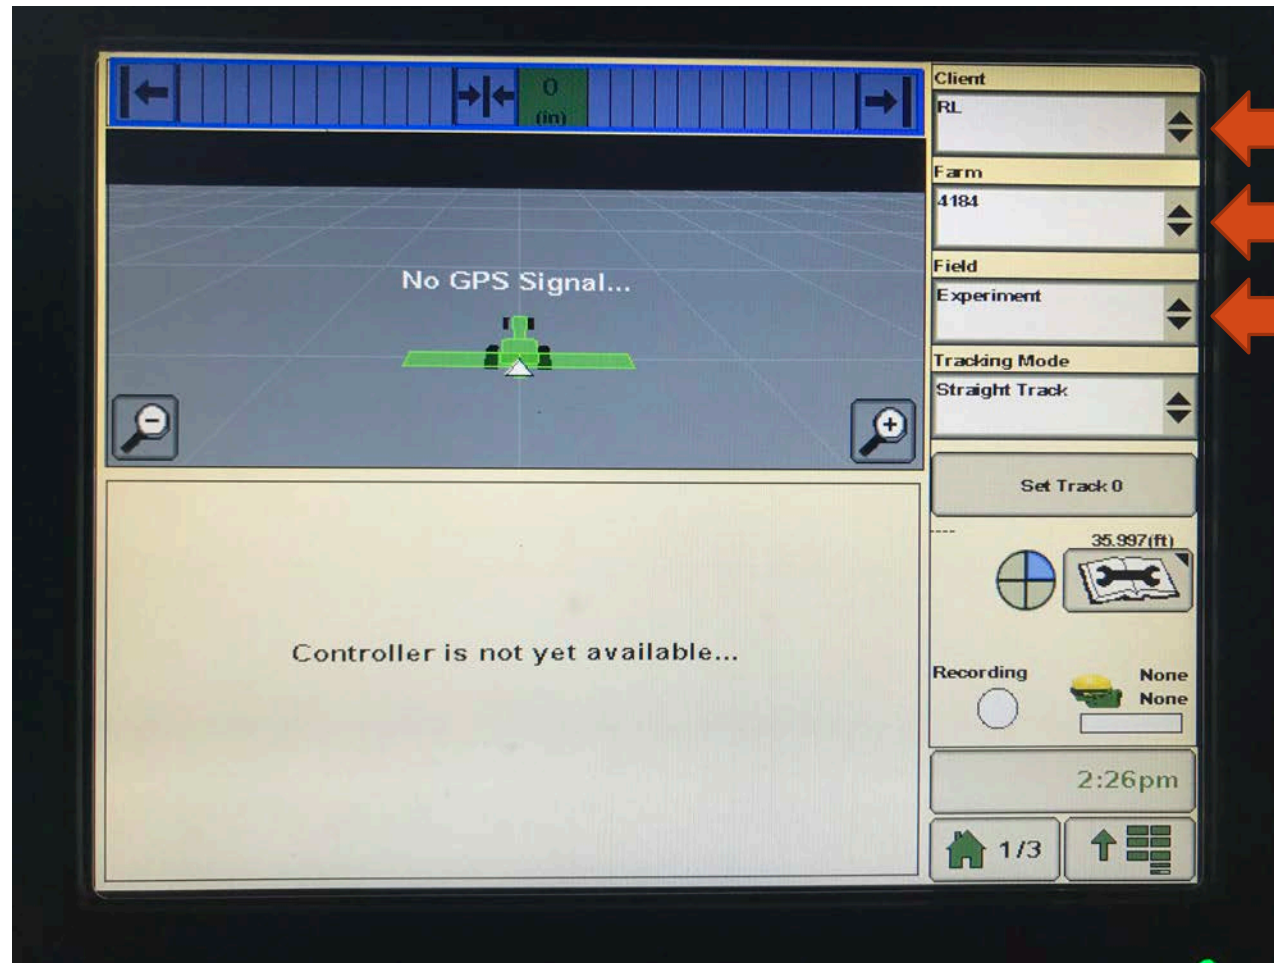 0
(in)
No GPS Signal...
Controller is not yet available...
Client
RL
Farm
4184
Field
Experiment
Tracking Mode
Straight Track
Set Track 0
----
35.997(ft)
Recording
None
None
2:26pm
1/3